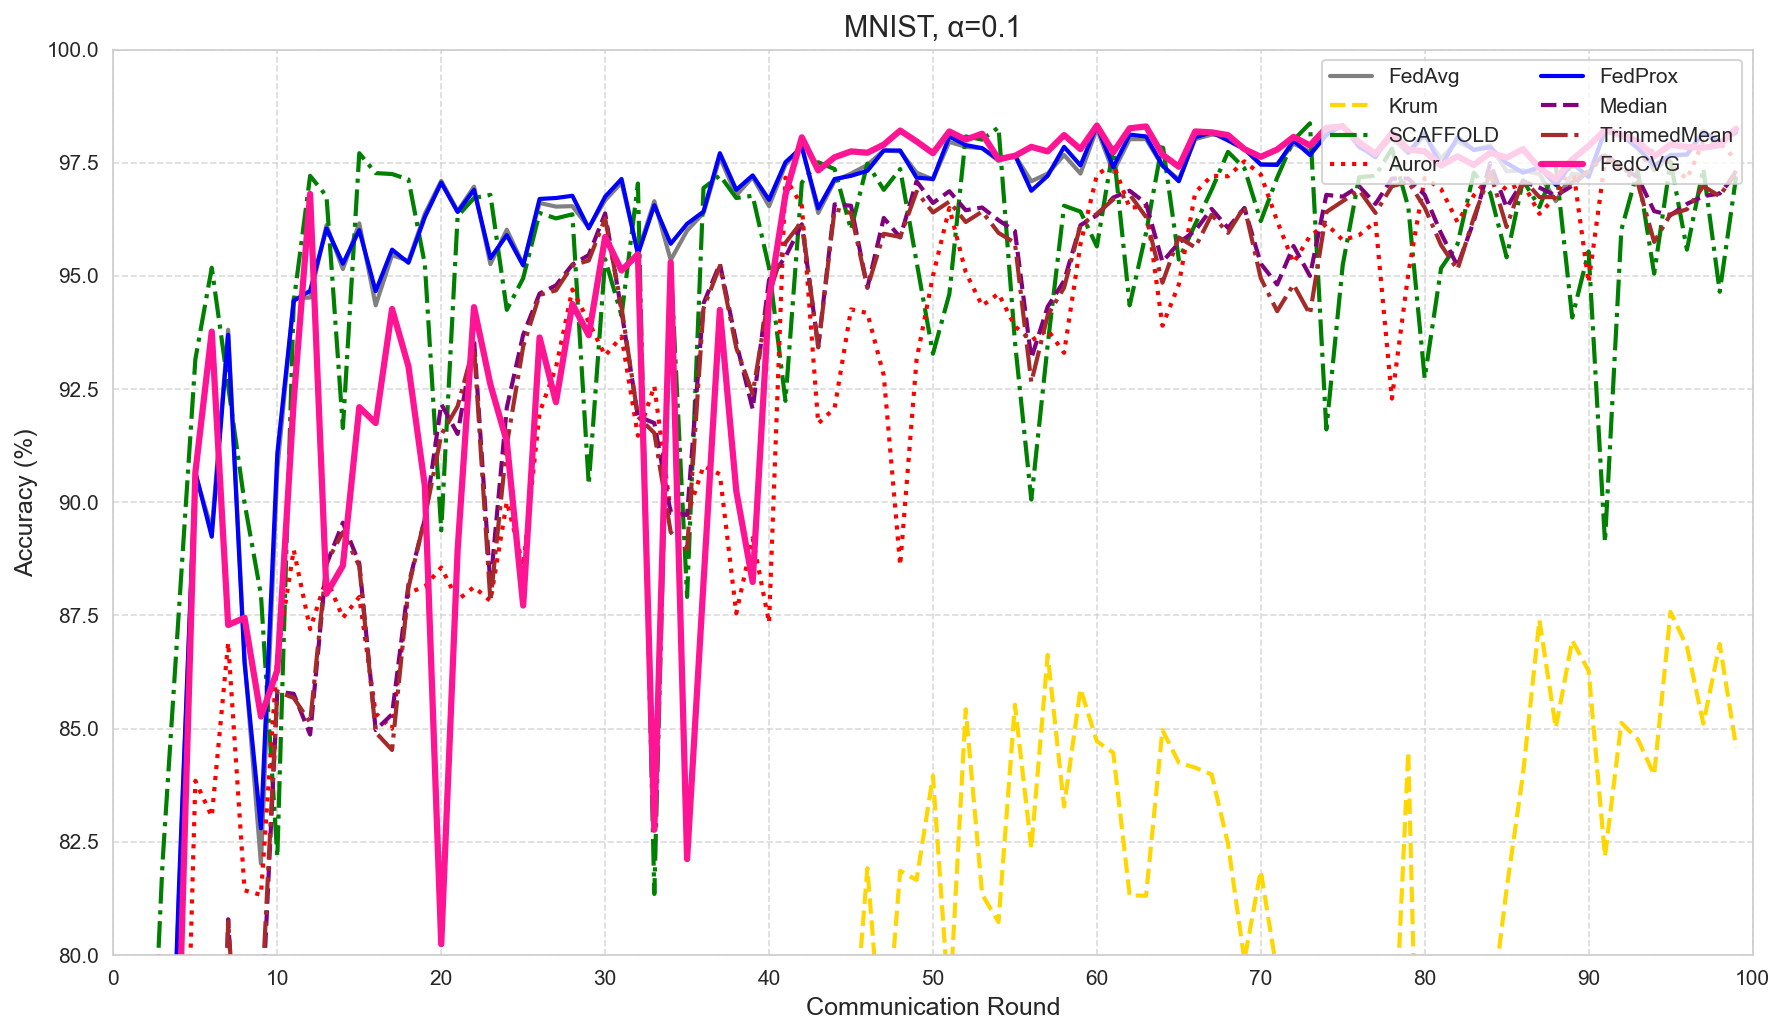 MNIST, α=0.1
100.0
97.5
95.0
92.5
90.0
87.5
85.0
82.5
80.0
Accuracy (%)
FedAvg
Krum
SCAFFOLD
Auror
FedProx
Median
TrimmedMean
FedCVG
0 10 20 30 40 50 60 70 80 90 100
Communication Round